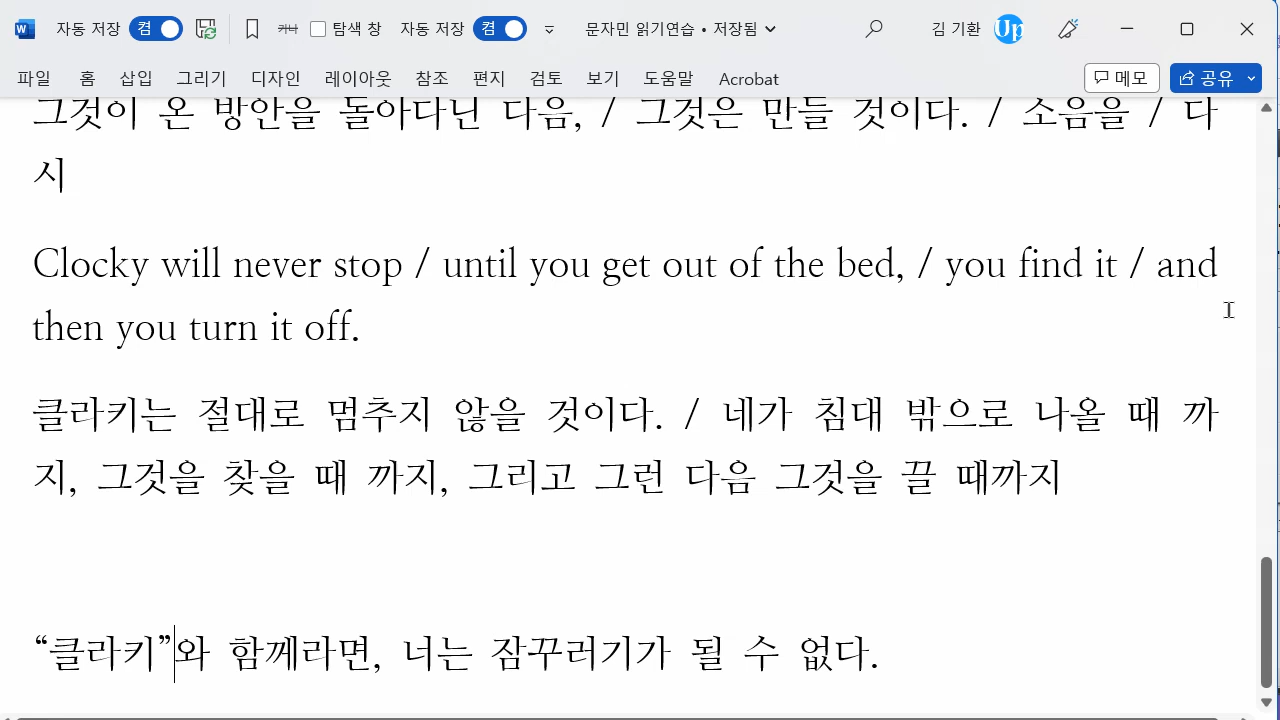 자동 저장 켬 가나 탐색 창 자동 저장 켬 문자민 읽기연습 • 저장됨 김 기환 Up
파일 홈 삽입 그리기 디자인 레이아웃 참조 편지 검토 보기 도움말 Acrobat 메모 공유
그것이 온 방안을 돌아다닌 다음, / 그것은 만들 것이다. / 소음을 / 다
시
Clocky will never stop / until you get out of the bed, / you find it / and
then you turn it off.
클라키는 절대로 멈추지 않을 것이다. / 네가 침대 밖으로 나올 때 까
지, 그것을 찾을 때 까지, 그리고 그런 다음 그것을 끌 때까지
“클라키”와 함께라면, 너는 잠꾸러기가 될 수 없다.